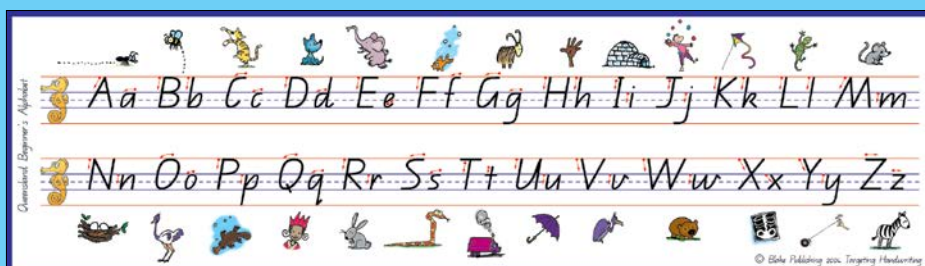 Queensland Beginner's Alphabet
Aa Bb Cc Dd Ee Ff Gg Hh Ii Jj Kk Ll Mm
Nn Oo Pp Qq Rr Ss Tt Uu Vv Ww Xx Yy Zz
© Blake Publishing 2006 Targeting Handwriting